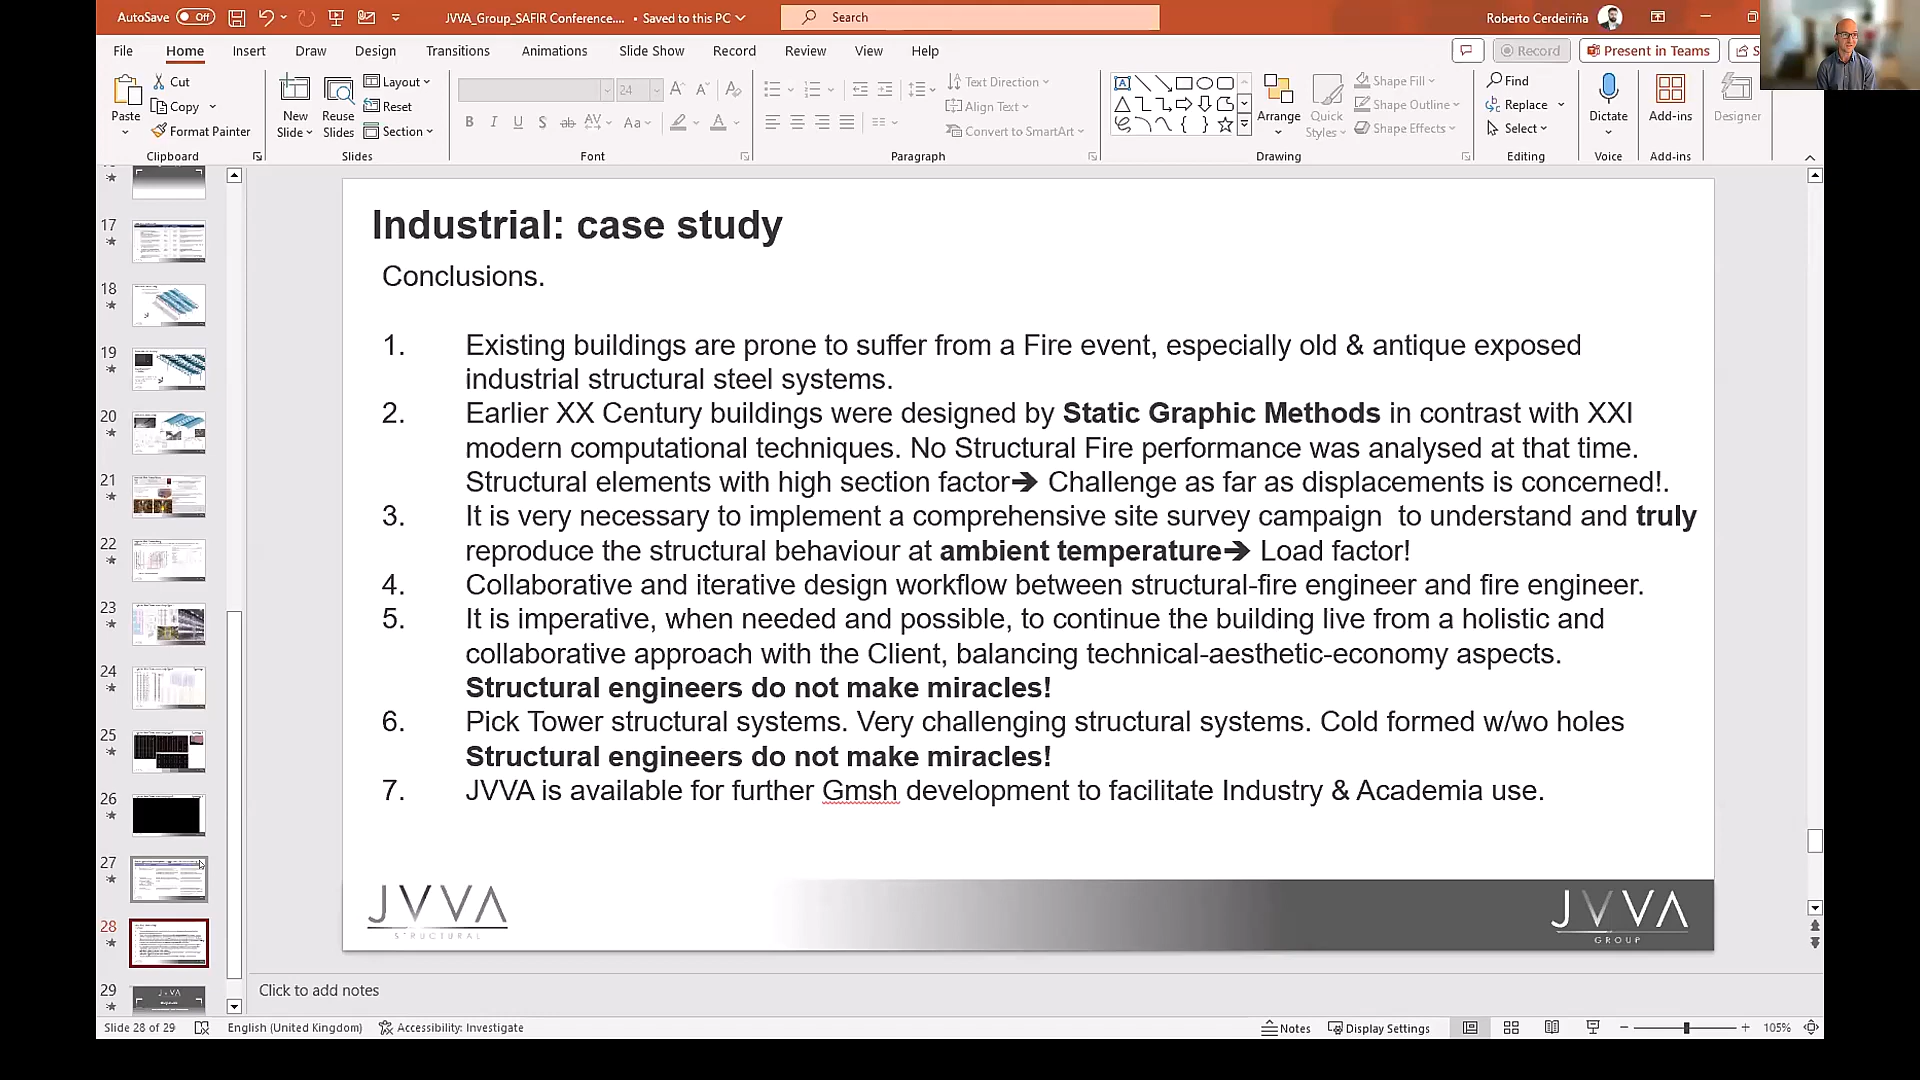 AutoSave Off JVVA_Group_SAFIR Conference.... • Saved to this PC Search Roberto Cerdeiriña
File Home Insert Draw Design Transitions Animations Slide Show Record Review View Help Record Present in Teams S
Paste Cut Copy Format Painter Clipboard
New Slide Reuse Slides Layout Reset Section Slides
24 Font
Text Direction Align Text Convert to SmartArt Paragraph
Arrange Quick Styles Shape Fill Shape Outline Shape Effects Drawing
Find Replace Select Editing
Dictate Voice
Add-ins Add-ins
Designer
17
18
19
20
21
22
23
24
25
26
27
28
29
Industrial: case study
Conclusions.
1. Existing buildings are prone to suffer from a Fire event, especially old & antique exposed
industrial structural steel systems.
2. Earlier XX Century buildings were designed by Static Graphic Methods in contrast with XXI
modern computational techniques. No Structural Fire performance was analysed at that time.
Structural elements with high section factor➔ Challenge as far as displacements is concerned!.
3. It is very necessary to implement a comprehensive site survey campaign to understand and truly
reproduce the structural behaviour at ambient temperature➔ Load factor!
4. Collaborative and iterative design workflow between structural-fire engineer and fire engineer.
5. It is imperative, when needed and possible, to continue the building live from a holistic and
collaborative approach with the Client, balancing technical-aesthetic-economy aspects.
Structural engineers do not make miracles!
6. Pick Tower structural systems. Very challenging structural systems. Cold formed w/wo holes
Structural engineers do not make miracles!
7. JVVA is available for further Gmsh development to facilitate Industry & Academia use.
JVVA
STRUCTURAL
JVVA
GROUP
Click to add notes
Slide 28 of 29 English (United Kingdom) Accessibility: Investigate Notes Display Settings 105%